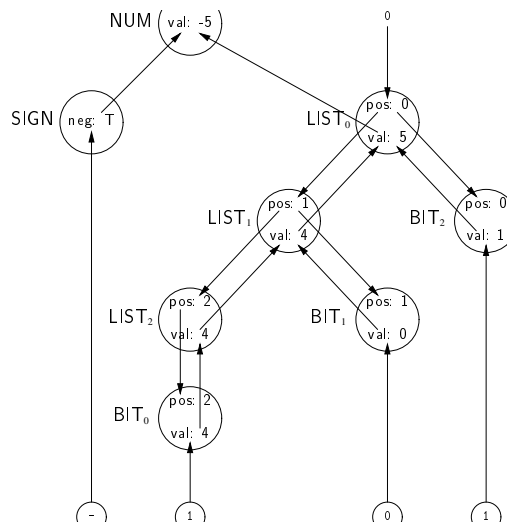 NUM val: -5 0
SIGN neg: T LIST₀ pos: 0
val: 5
LIST₁ pos: 1
val: 4
BIT₂ pos: 0
val: 1
LIST₂ pos: 2
val: 4
BIT₁ pos: 1
val: 0
BIT₀ pos: 2
val: 4
- 1 0 1